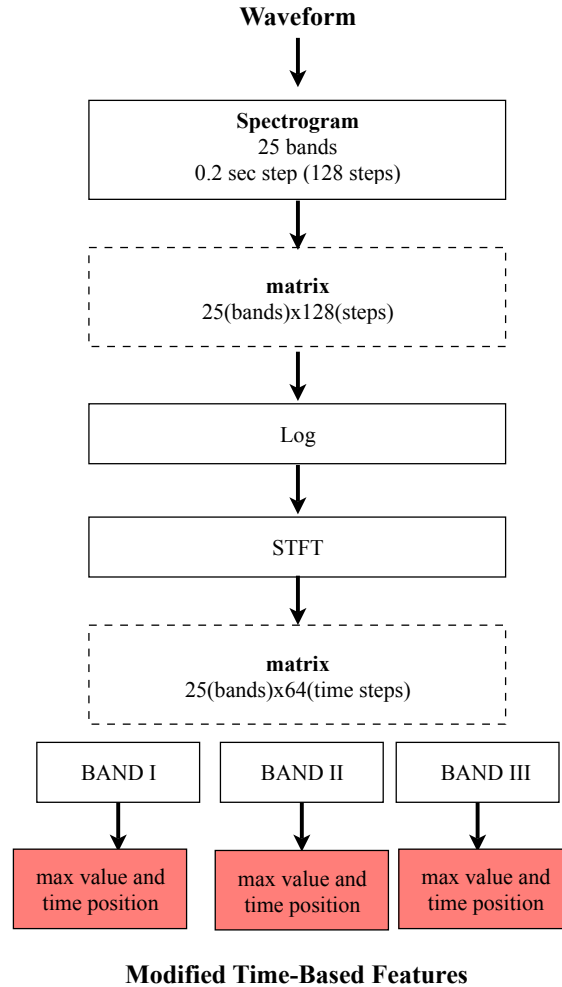 Waveform
Spectrogram
25 bands
0.2 sec step (128 steps)
matrix
25(bands)x128(steps)
Log
STFT
matrix
25(bands)x64(time steps)
BAND I
BAND II
BAND III
max value and
time position
max value and
time position
max value and
time position
Modified Time-Based Features